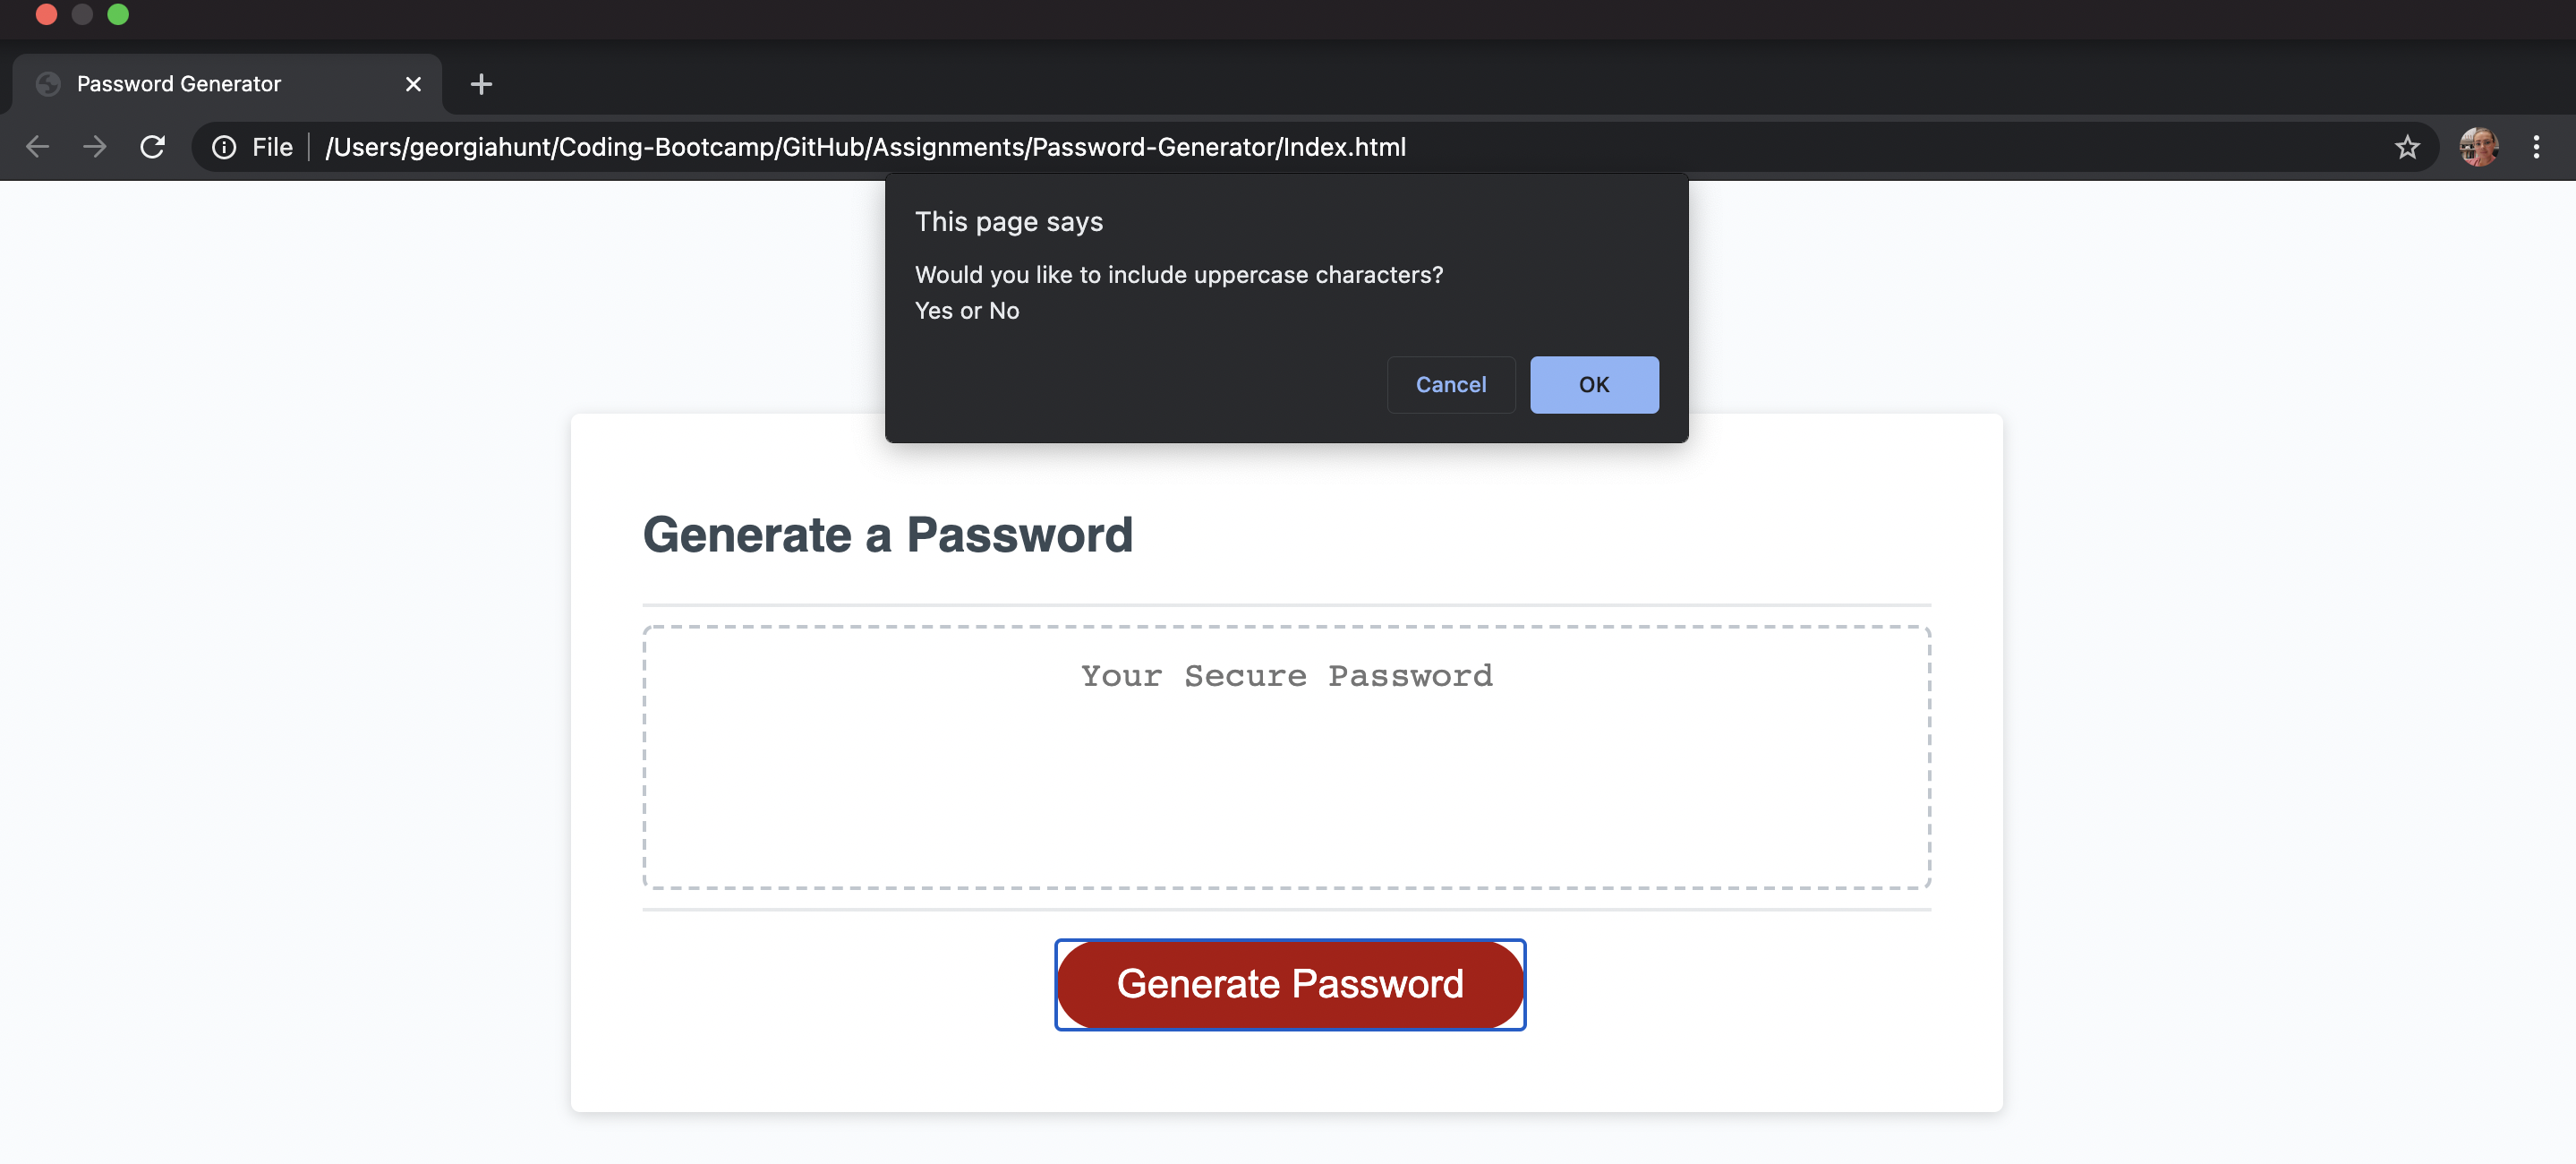 Password Generator
File /Users/georgiahunt/Coding-Bootcamp/GitHub/Assignments/Password-Generator/Index.html
This page says
Would you like to include uppercase characters?
Yes or No
Cancel OK
Generate a Password
Your Secure Password
Generate Password